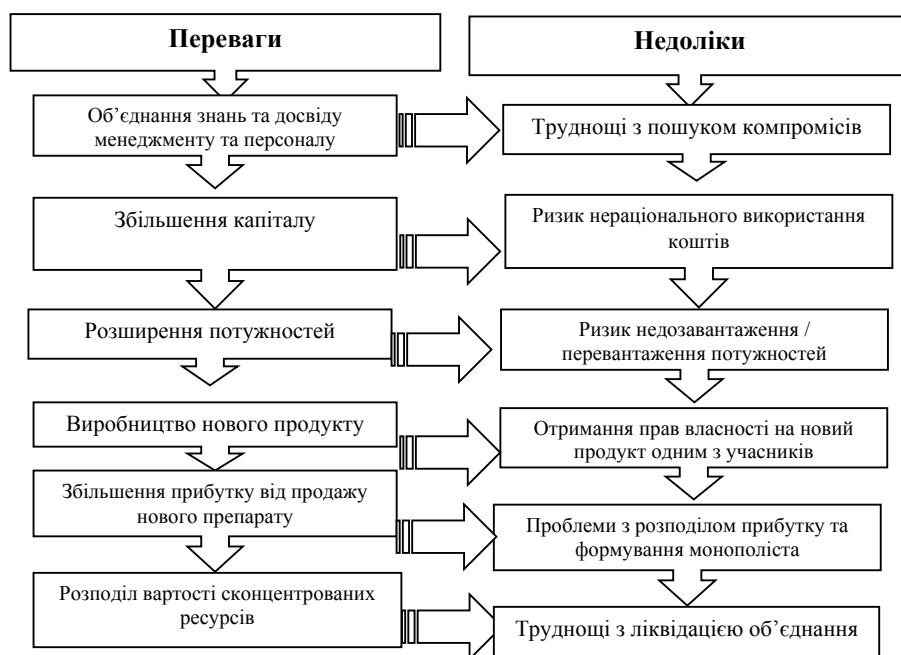 Переваги
Недоліки
Об’єднання знань та досвіду
менеджменту та персоналу
Труднощі з пошуком компромісів
Збільшення капіталу
Ризик нераціонального використання
коштів
Розширення потужностей
Ризик недозавантаження /
перевантаження потужностей
Виробництво нового продукту
Отримання прав власності на новий
продукт одним з учасників
Збільшення прибутку від продажу
нового препарату
Проблеми з розподілом прибутку та
формування монополіста
Розподіл вартості сконцентрованих
ресурсів
Труднощі з ліквідацією об’єднання